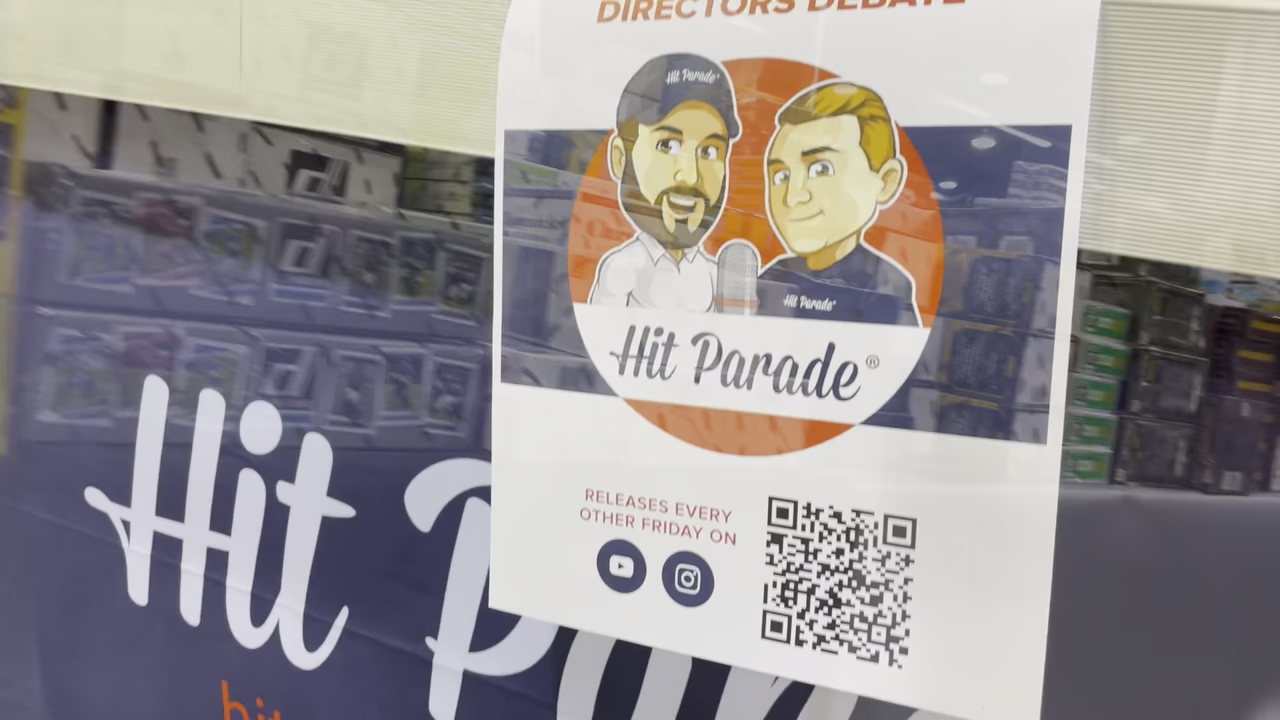 DIRECTORS DEBATE
Hit Parade
Hit Parade
Hit Parade®
RELEASES EVERY
OTHER FRIDAY ON
Hit